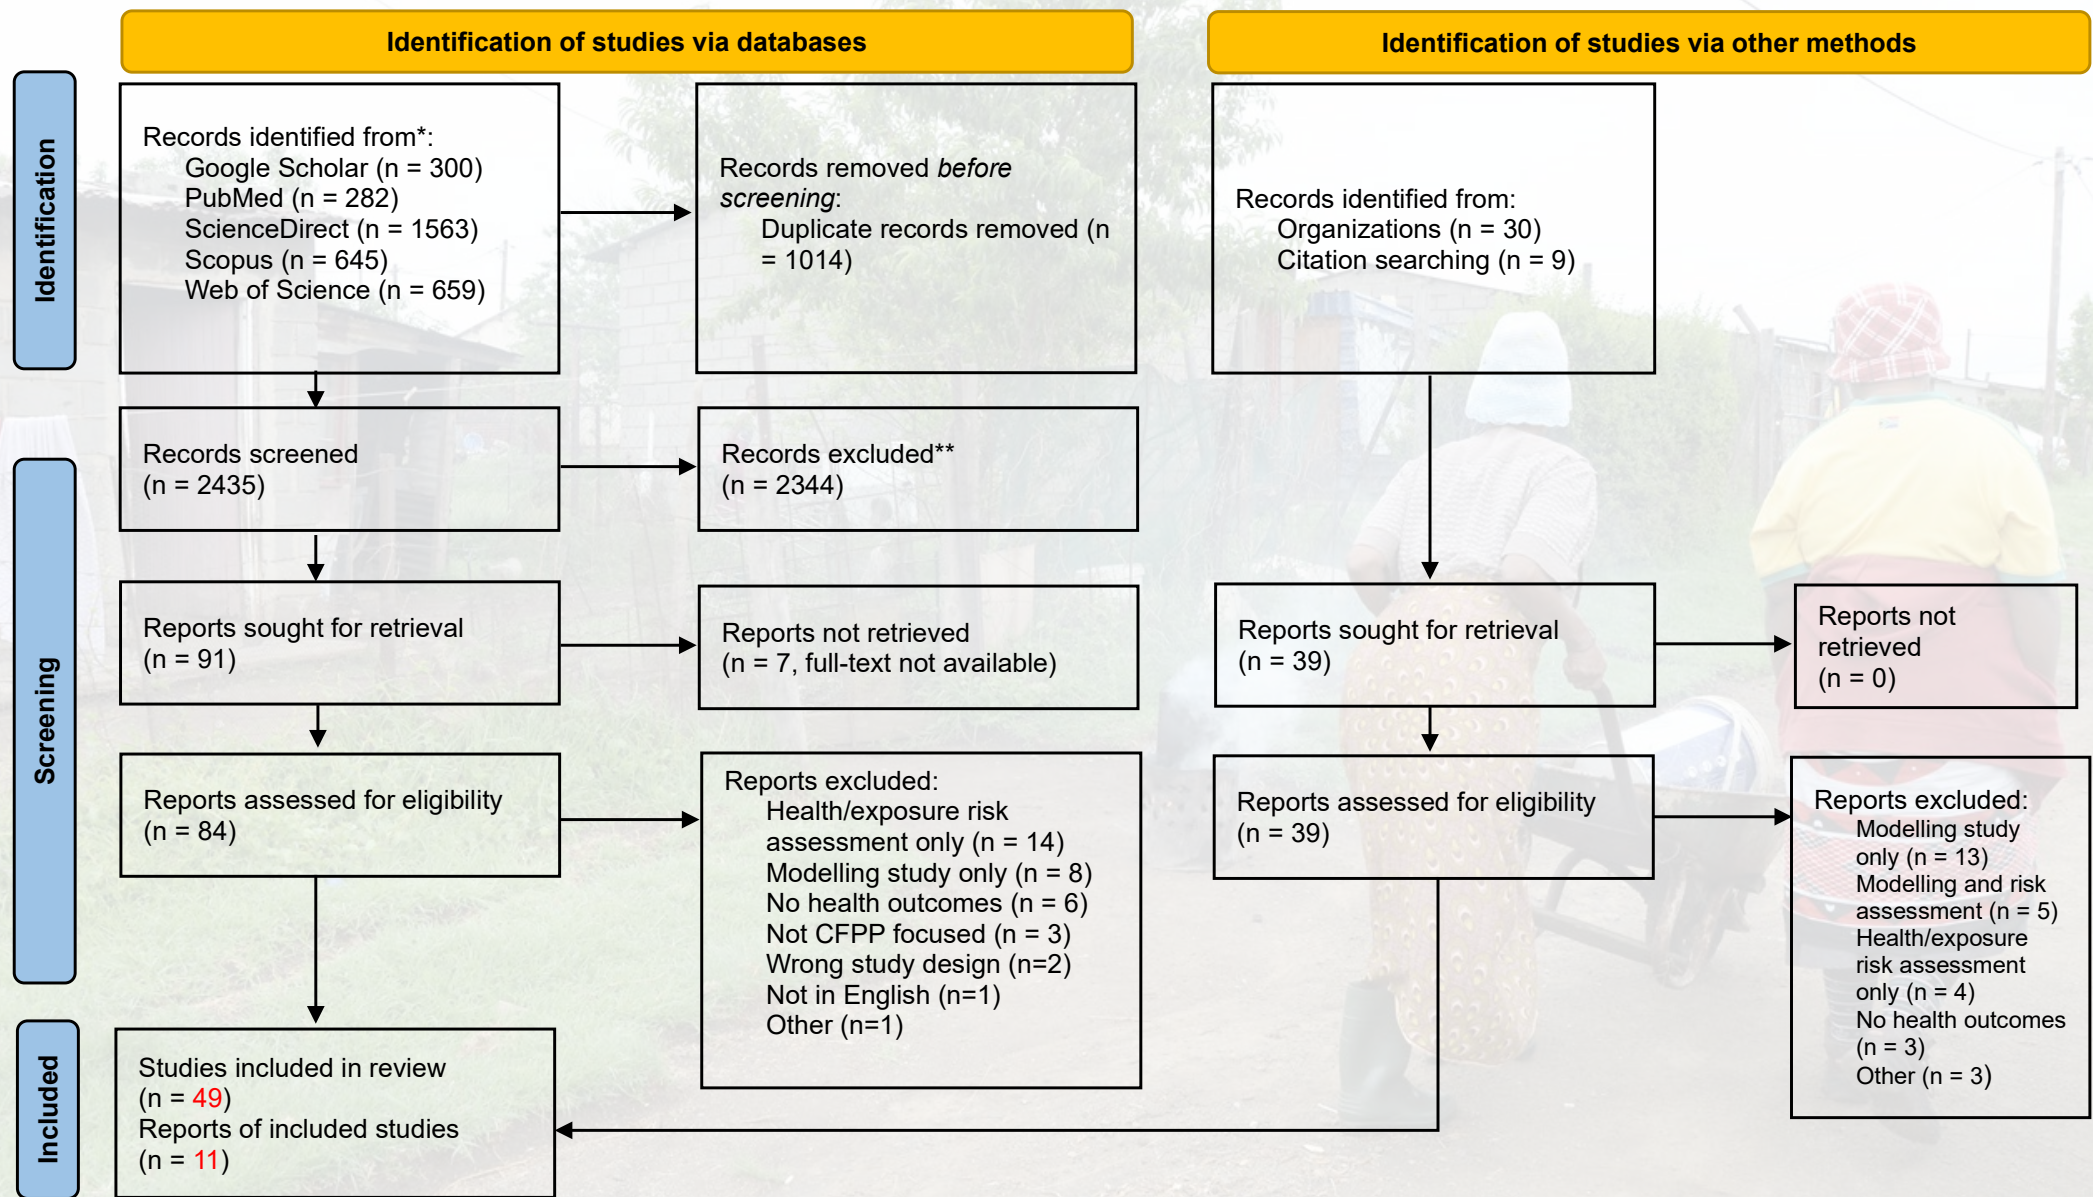 Identification of studies via databases
Identification of studies via other methods
Identification
Records identified from*:
Google Scholar (n = 300)
PubMed (n = 282)
ScienceDirect (n = 1563)
Scopus (n = 645)
Web of Science (n = 659)
Records removed before
screening:
Duplicate records removed (n
= 1014)
Records identified from:
Organizations (n = 30)
Citation searching (n = 9)
Screening
Records screened
(n = 2435)
Records excluded**
(n = 2344)
Reports sought for retrieval
(n = 91)
Reports not retrieved
(n = 7, full-text not available)
Reports sought for retrieval
(n = 39)
Reports not
retrieved
(n = 0)
Reports assessed for eligibility
(n = 84)
Reports excluded:
Health/exposure risk
assessment only (n = 14)
Modelling study only (n = 8)
No health outcomes (n = 6)
Not CFPP focused (n = 3)
Wrong study design (n=2)
Not in English (n=1)
Other (n=1)
Reports assessed for eligibility
(n = 39)
Reports excluded:
Modelling study
only (n = 13)
Modelling and risk
assessment (n = 5)
Health/exposure
risk assessment
only (n = 4)
No health outcomes
(n = 3)
Other (n = 3)
Included
Studies included in review
(n = 49)
Reports of included studies
(n = 11)